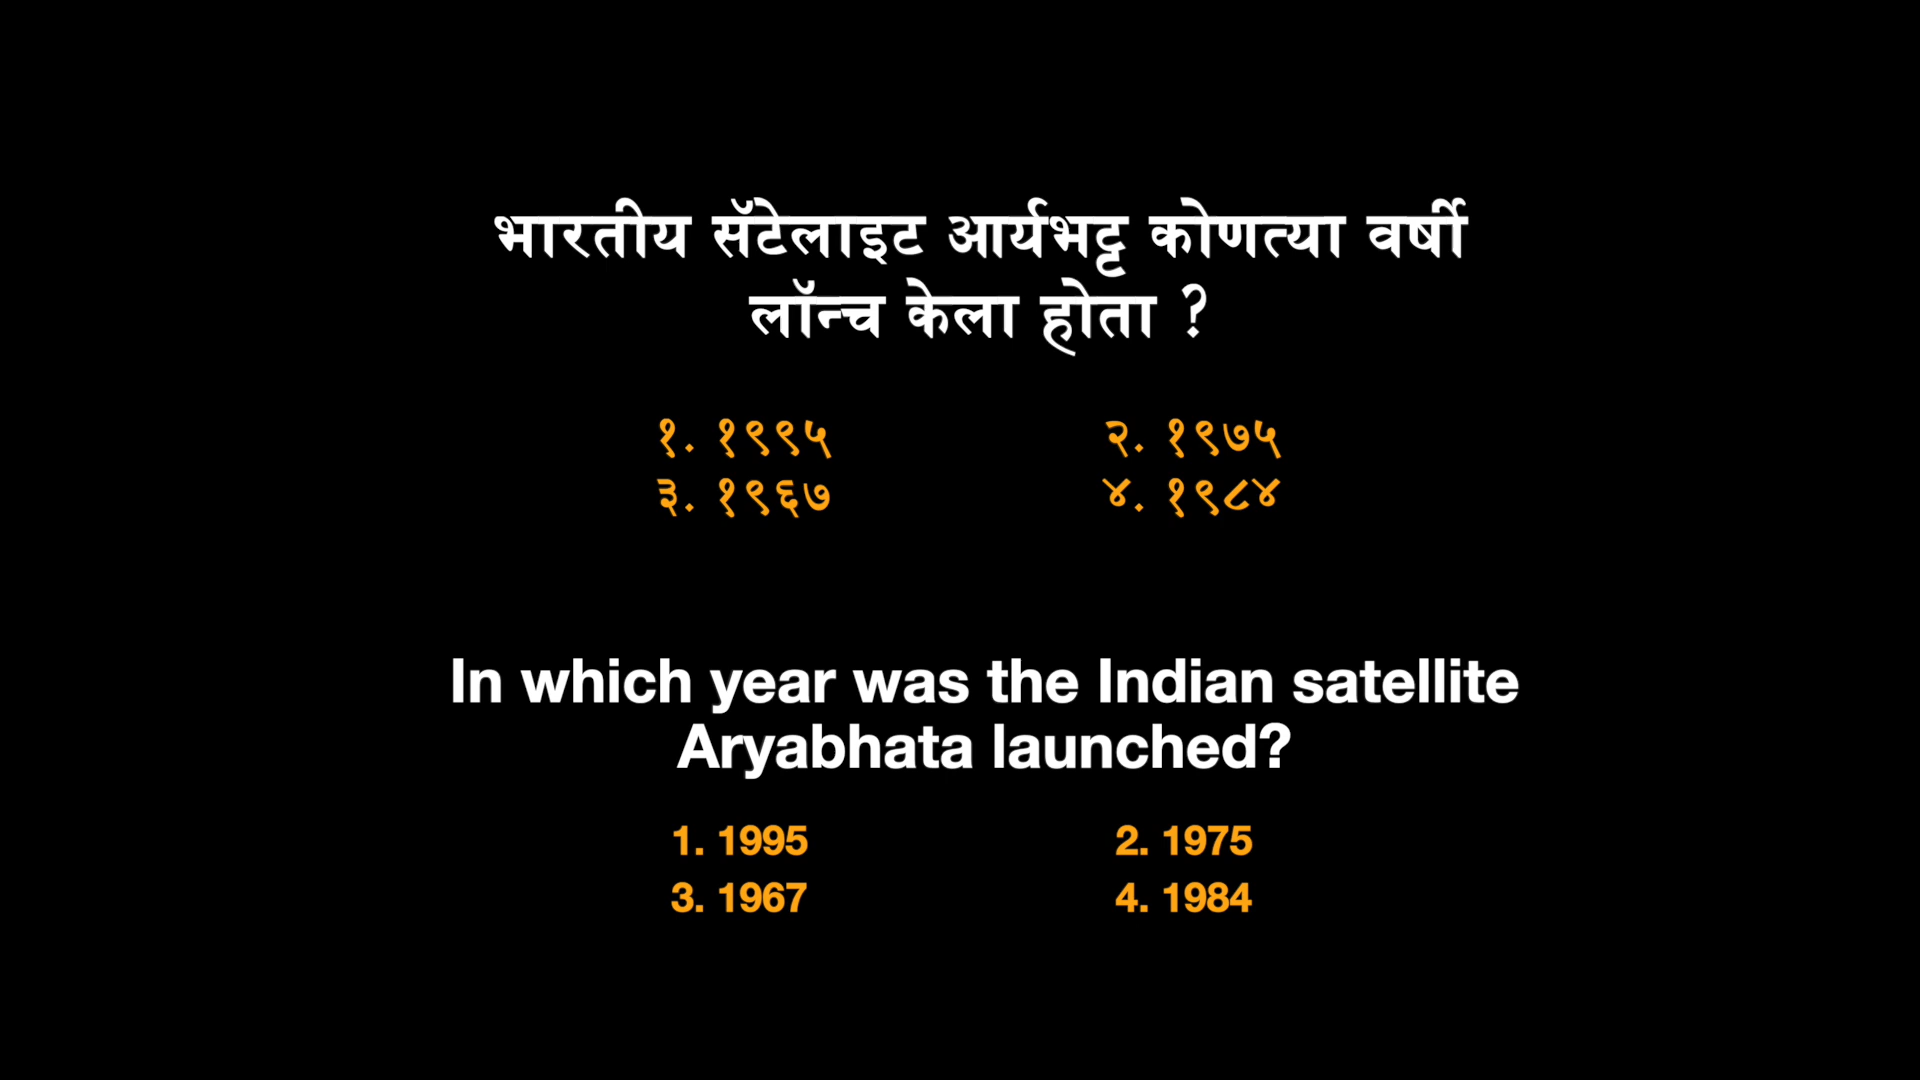 भारतीय सॅटेलाइट आर्यभट्ट कोणत्या वर्षी
लॉन्च केला होता ?
१. १९९५ २. १९७५
३. १९६७ ४. १९८४
In which year was the Indian satellite
Aryabhata launched?
1. 1995 2. 1975
3. 1967 4. 1984